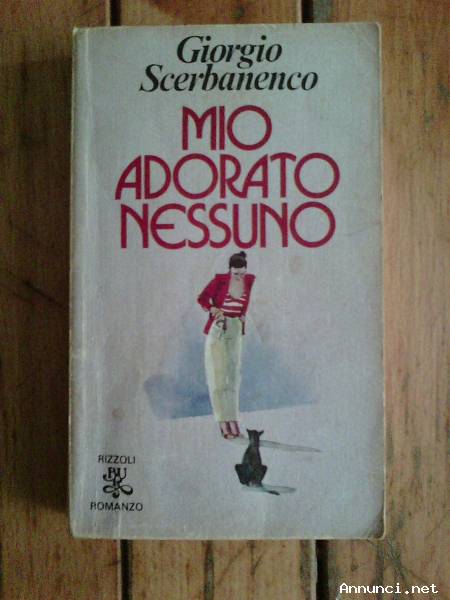 Giorgio
Scerbanenco
MIO
ADORATO
NESSUNO
RIZZOLI
BUR
ROMANZO
Annunci.net